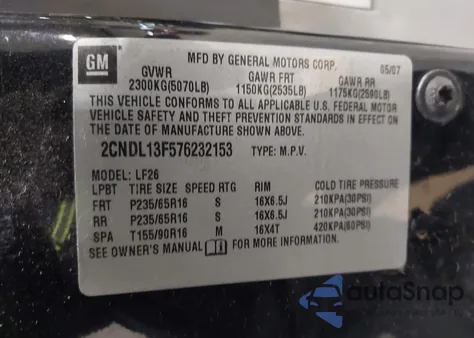 GM
MFD BY GENERAL MOTORS CORP. 05/07
GVWR GAWR FRT GAWR RR
2300KG(5070LB) 1150KG(2535LB) 1175KG(2590LB)
THIS VEHICLE CONFORMS TO ALL APPLICABLE U.S. FEDERAL MOTOR
VEHICLE SAFETY AND THEFT PREVENTION STANDARDS IN EFFECT ON
THE DATE OF MANUFACTURE SHOWN ABOVE.
2CNDL13F576232153 TYPE: M.P.V.
MODEL: LF26
LPBT TIRE SIZE SPEED RTG RIM COLD TIRE PRESSURE
FRT P235/65R16 S 16X6.5J 210KPA(30PSI)
RR P235/65R16 S 16X6.5J 210KPA(30PSI)
SPA T155/90R16 M 16X4T 420KPA(60PSI)
SEE OWNER'S MANUAL FOR MORE INFORMATION.
autoSnap